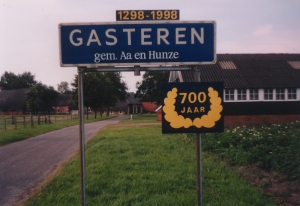 1298-1998
GASTEREN
gem. Aa en Hunze
700
JAAR